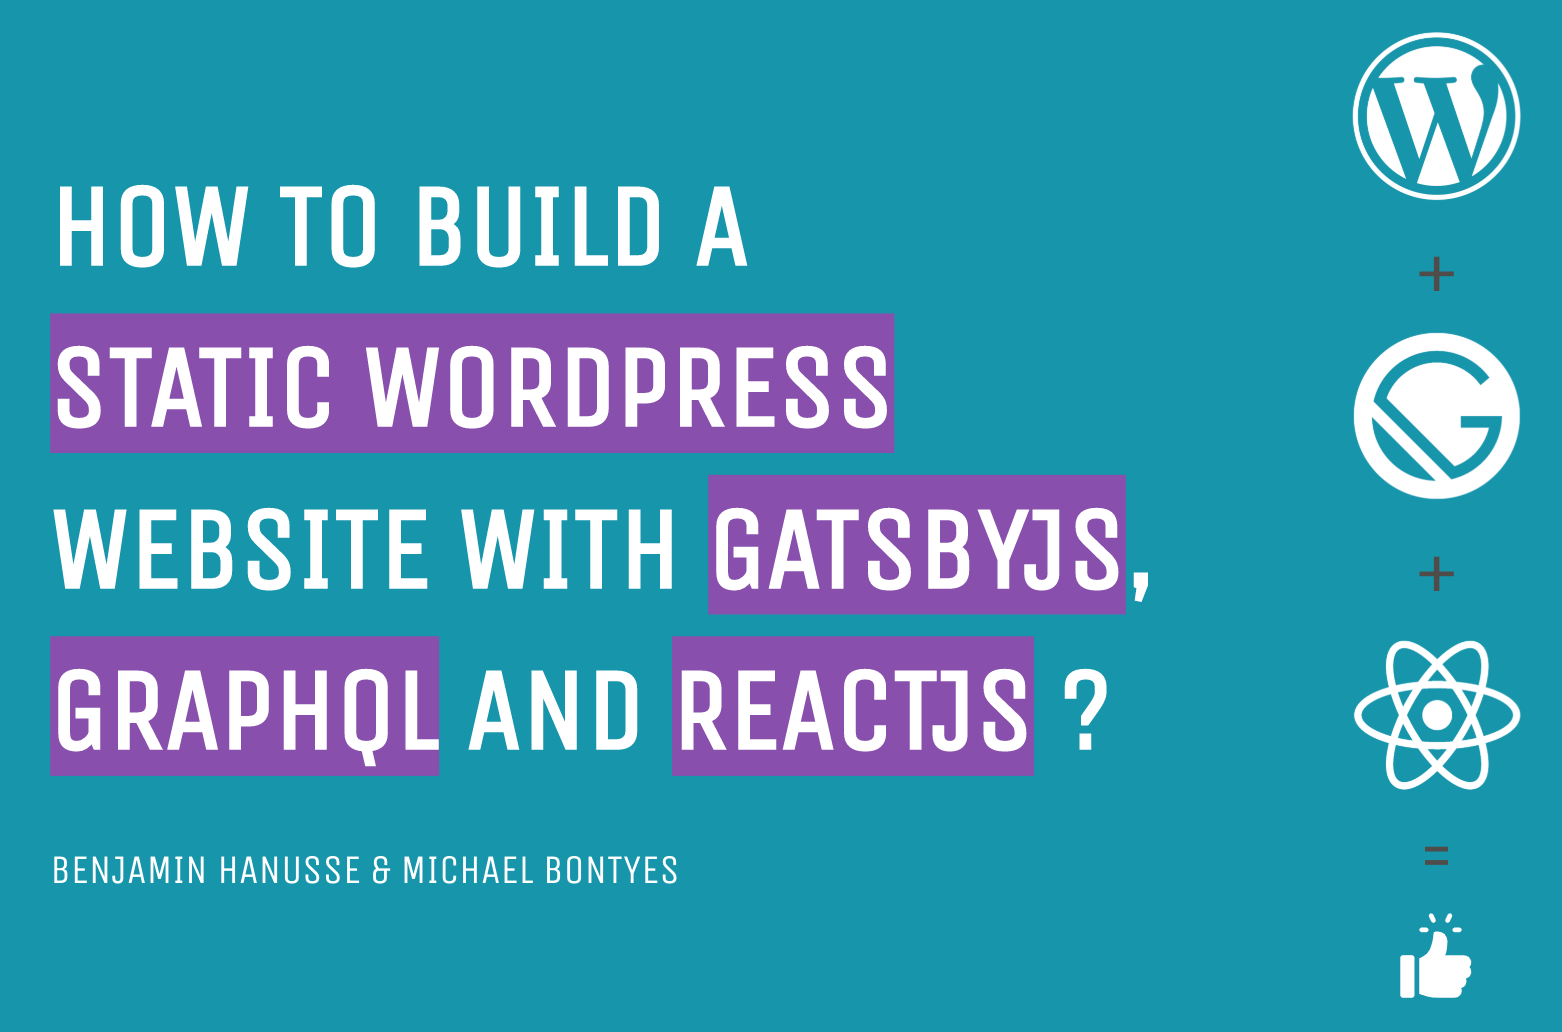 HOW TO BUILD A
STATIC WORDPRESS
WEBSITE WITH GATSBYJS,
GRAPHQL AND REACTJS ?
BENJAMIN HANUSSE & MICHAEL BONTYES
W
+
G
+
=